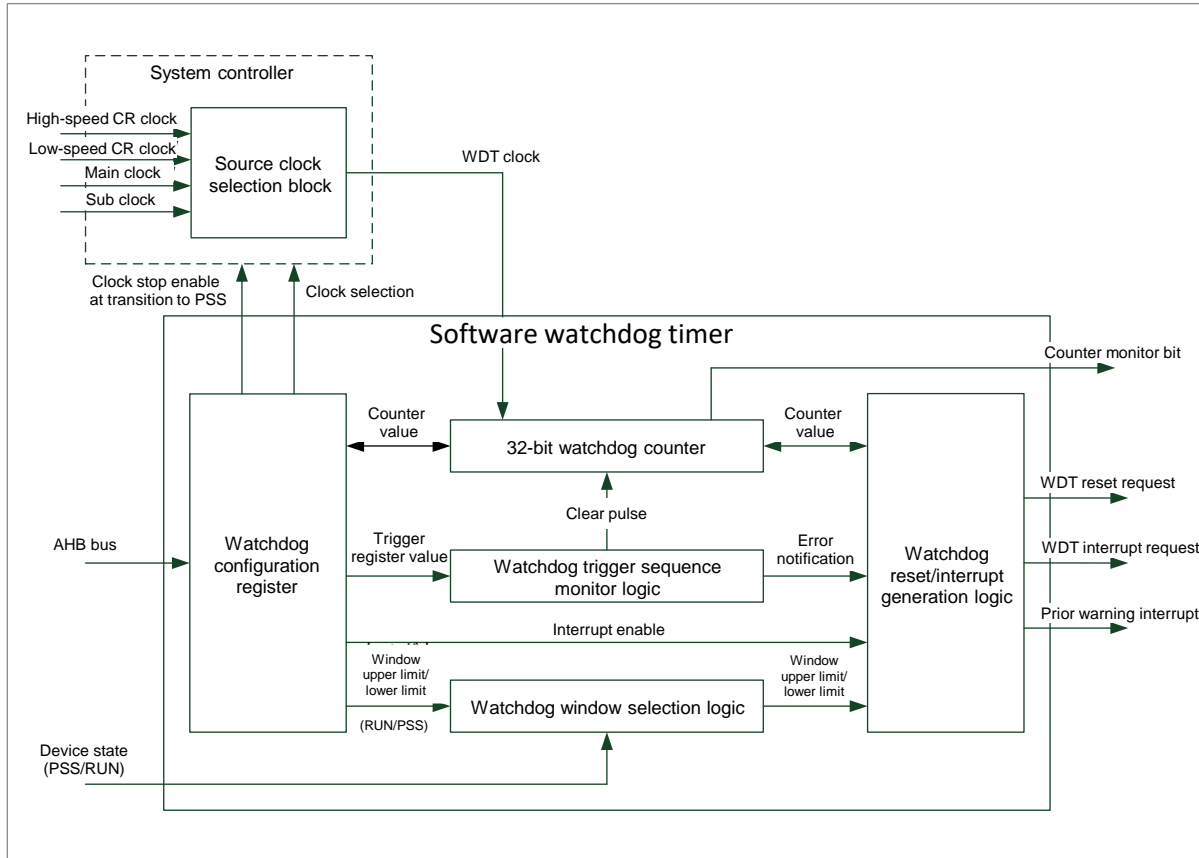 System controller
High-speed CR clock
Low-speed CR clock
Main clock
Sub clock
Source clock
selection block
WDT clock
Clock stop enable
at transition to PSS
Clock selection
Software watchdog timer
Counter monitor bit
Counter
value
32-bit watchdog counter
Counter
value
Clear pulse
WDT reset request
AHB bus
Watchdog
configuration
register
Trigger
register value
Watchdog trigger sequence
monitor logic
Error
notification
Watchdog
reset/interrupt
generation logic
WDT interrupt request
Interrupt enable
Prior warning interrupt
Window
upper limit/
lower limit
(RUN/PSS)
Watchdog window selection logic
Window
upper limit/
lower limit
Device state
(PSS/RUN)